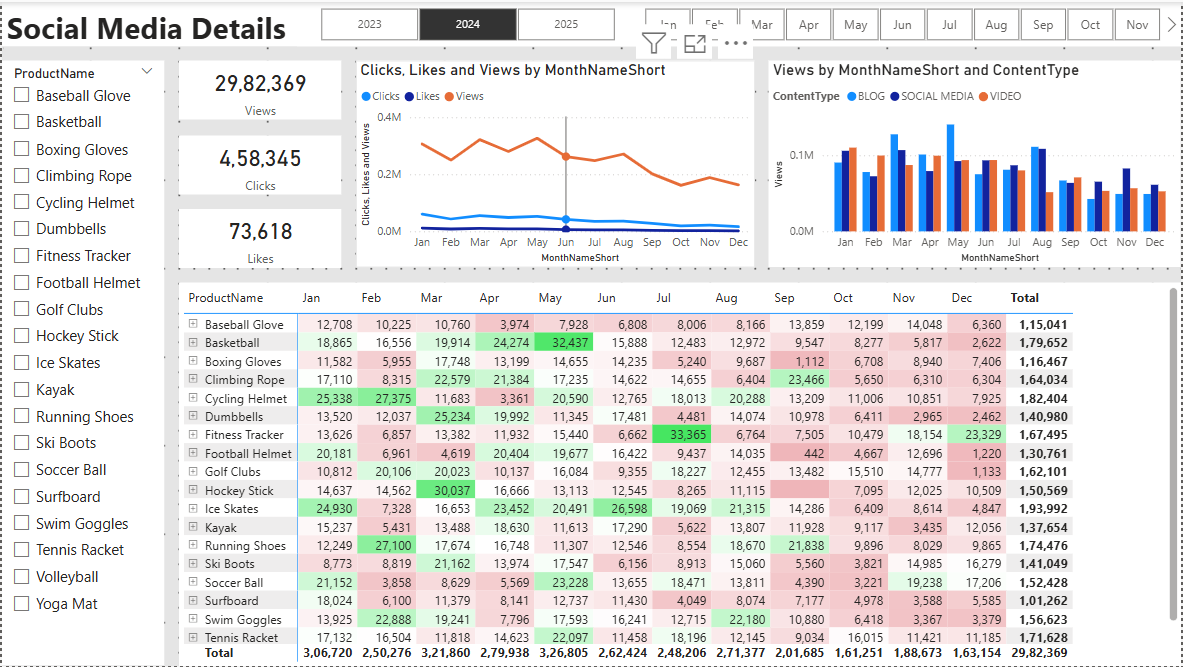 Social Media Details
2023 2024 2025
Jan Feb Mar Apr May Jun Jul Aug Sep Oct Nov
ProductName
Baseball Glove
Basketball
Boxing Gloves
Climbing Rope
Cycling Helmet
Dumbbells
Fitness Tracker
Football Helmet
Golf Clubs
Hockey Stick
Ice Skates
Kayak
Running Shoes
Ski Boots
Soccer Ball
Surfboard
Swim Goggles
Tennis Racket
Volleyball
Yoga Mat
29,82,369
Views
4,58,345
Clicks
73,618
Likes
Clicks, Likes and Views by MonthNameShort
Clicks Likes Views
Clicks, Likes and Views
0.4M
0.2M
0.0M
Jan Feb Mar Apr May Jun Jul Aug Sep Oct Nov Dec
MonthNameShort
Views by MonthNameShort and ContentType
ContentType BLOG SOCIAL MEDIA VIDEO
Views
0.1M
0.0M
Jan Feb Mar Apr May Jun Jul Aug Sep Oct Nov Dec
MonthNameShort
ProductName Jan Feb Mar Apr May Jun Jul Aug Sep Oct Nov Dec Total
Baseball Glove 12,708 10,225 10,760 3,974 7,928 6,808 8,006 8,166 13,859 12,199 14,048 6,360 1,15,041
Basketball 18,865 16,556 19,914 24,274 32,437 15,888 12,483 12,972 9,547 8,277 5,817 2,622 1,79,652
Boxing Gloves 11,582 5,955 17,748 13,199 14,655 14,235 5,240 9,687 1,112 6,708 8,940 7,406 1,16,467
Climbing Rope 17,110 8,315 22,579 21,384 17,235 14,622 14,655 6,404 23,466 5,650 6,310 6,304 1,64,034
Cycling Helmet 25,338 27,375 11,683 3,361 20,590 12,765 18,013 20,288 13,209 11,006 10,851 7,925 1,82,404
Dumbbells 13,520 12,037 25,234 19,992 11,345 17,481 4,481 14,074 10,978 6,411 2,965 2,462 1,40,980
Fitness Tracker 13,626 6,857 13,382 11,932 15,440 6,662 33,365 6,764 7,505 10,479 18,154 23,329 1,67,495
Football Helmet 20,181 6,961 4,619 20,404 19,677 16,422 9,437 14,035 442 4,667 12,696 1,220 1,30,761
Golf Clubs 10,812 20,106 20,023 10,137 16,084 9,355 18,227 12,455 13,482 15,510 14,777 1,133 1,62,101
Hockey Stick 14,637 14,562 30,037 16,666 13,113 12,545 8,265 11,115 7,095 12,025 10,509 1,50,569
Ice Skates 24,930 7,328 16,653 23,452 20,491 26,598 19,069 21,315 14,286 6,409 8,614 4,847 1,93,992
Kayak 15,237 5,431 13,488 18,630 11,613 17,290 5,622 13,807 11,928 9,117 3,435 12,056 1,37,654
Running Shoes 12,249 27,100 17,674 16,748 11,307 12,546 8,554 18,670 21,838 9,896 8,029 9,865 1,74,476
Ski Boots 8,773 8,819 21,162 13,974 17,547 6,156 8,913 15,060 5,560 3,821 14,985 16,279 1,41,049
Soccer Ball 21,152 3,858 8,629 5,569 23,228 13,655 18,471 13,811 4,390 3,221 19,238 17,206 1,52,428
Surfboard 18,024 6,100 11,379 8,141 12,737 11,430 4,049 8,074 7,177 4,978 3,588 5,585 1,01,262
Swim Goggles 13,925 22,888 19,241 7,796 17,593 16,241 12,715 22,180 10,880 6,418 3,367 3,379 1,56,623
Tennis Racket 17,132 16,504 11,818 14,623 22,097 11,458 18,196 12,145 9,034 16,015 11,421 11,185 1,71,628
Total 3,06,720 2,50,276 3,21,860 2,79,938 3,26,805 2,62,424 2,48,206 2,71,377 2,01,685 1,61,251 1,88,673 1,63,154 29,82,369